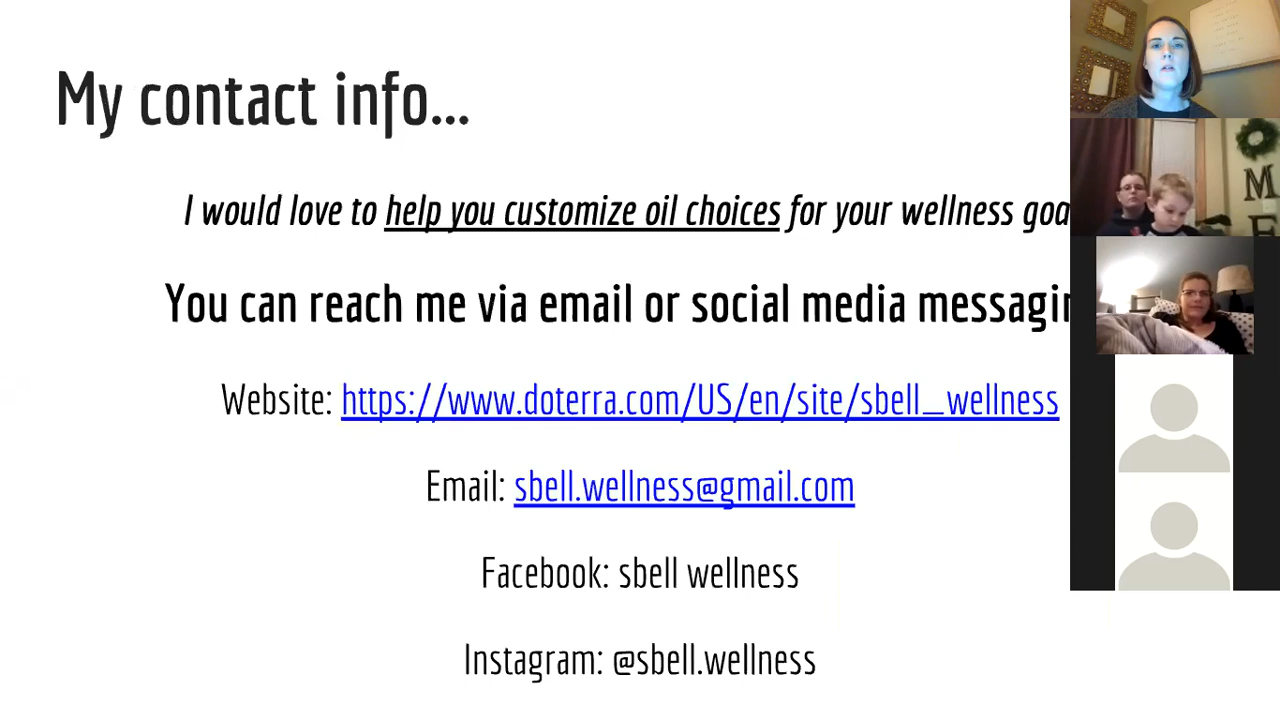 My contact info...
I would love to help you customize oil choices for your wellness
You can reach me via email or social media
Website: https://www.doterra.com/US/en/site/sbell_wellness
Email: sbell.wellness@gmail.com
Facebook: sbell wellness
Instagram: @sbell.wellness
M
E